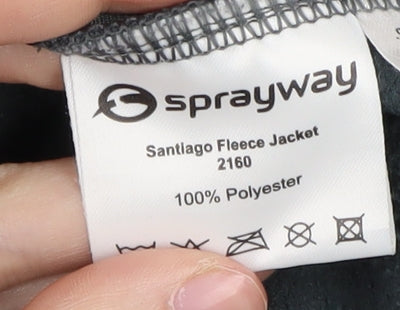 sprayway
Santiago Fleece Jacket
2160
100% Polyester